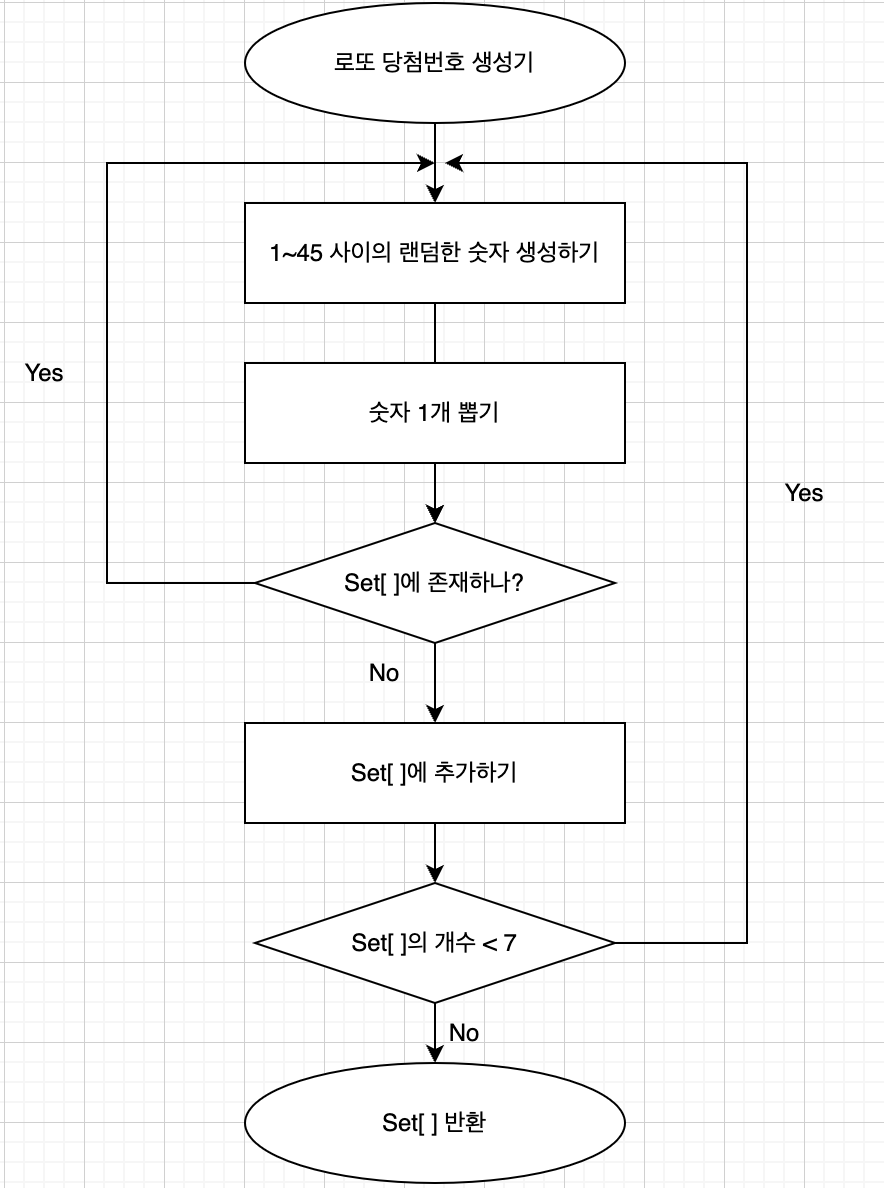 로또 당첨번호 생성기
1~45 사이의 랜덤한 숫자 생성하기
Yes
숫자 1개 뽑기
Yes
Set[ ]에 존재하나?
No
Set[ ]에 추가하기
Set[ ]의 개수 < 7
No
Set[ ] 반환